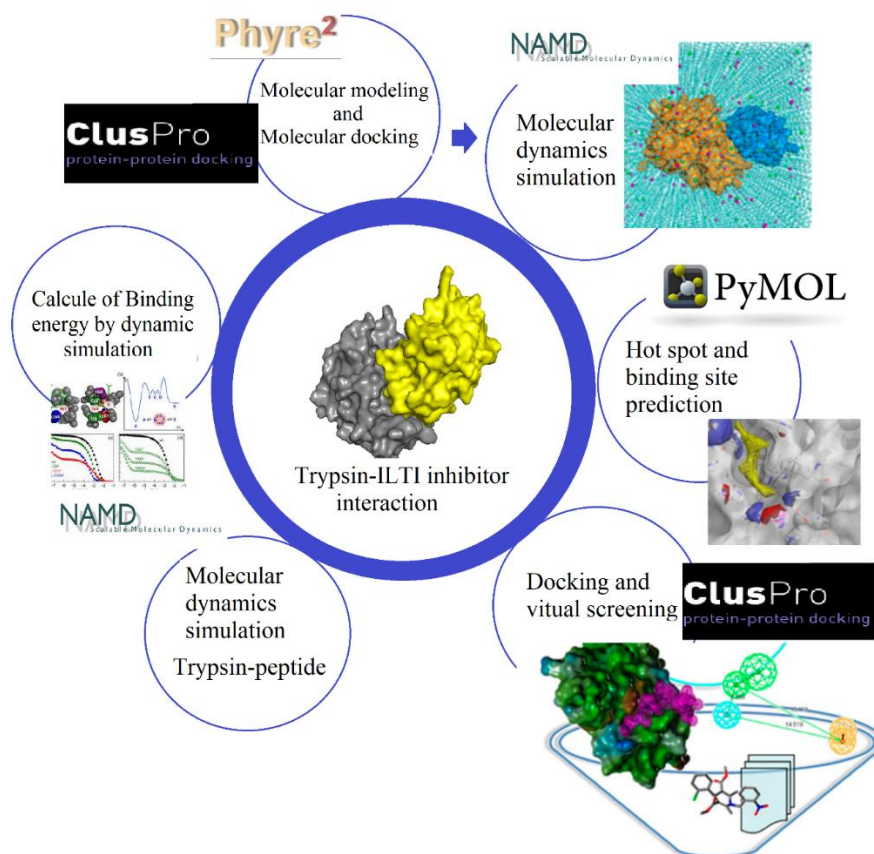 Phyre2
Molecular modeling
and
Molecular docking
ClusPro
protein-protein docking
NAMD
Scalable Molecular Dynamics
Molecular
dynamics
simulation
PyMOL
Hot spot and
binding site
prediction
Docking and
vitual screening
ClusPro
protein-protein docking
Molecular
dynamics
simulation
Trypsin-peptide
NAMD
Scalable Molecular Dynamics
Calcule of Binding
energy by dynamic
simulation
Trypsin-ILTI inhibitor
interaction